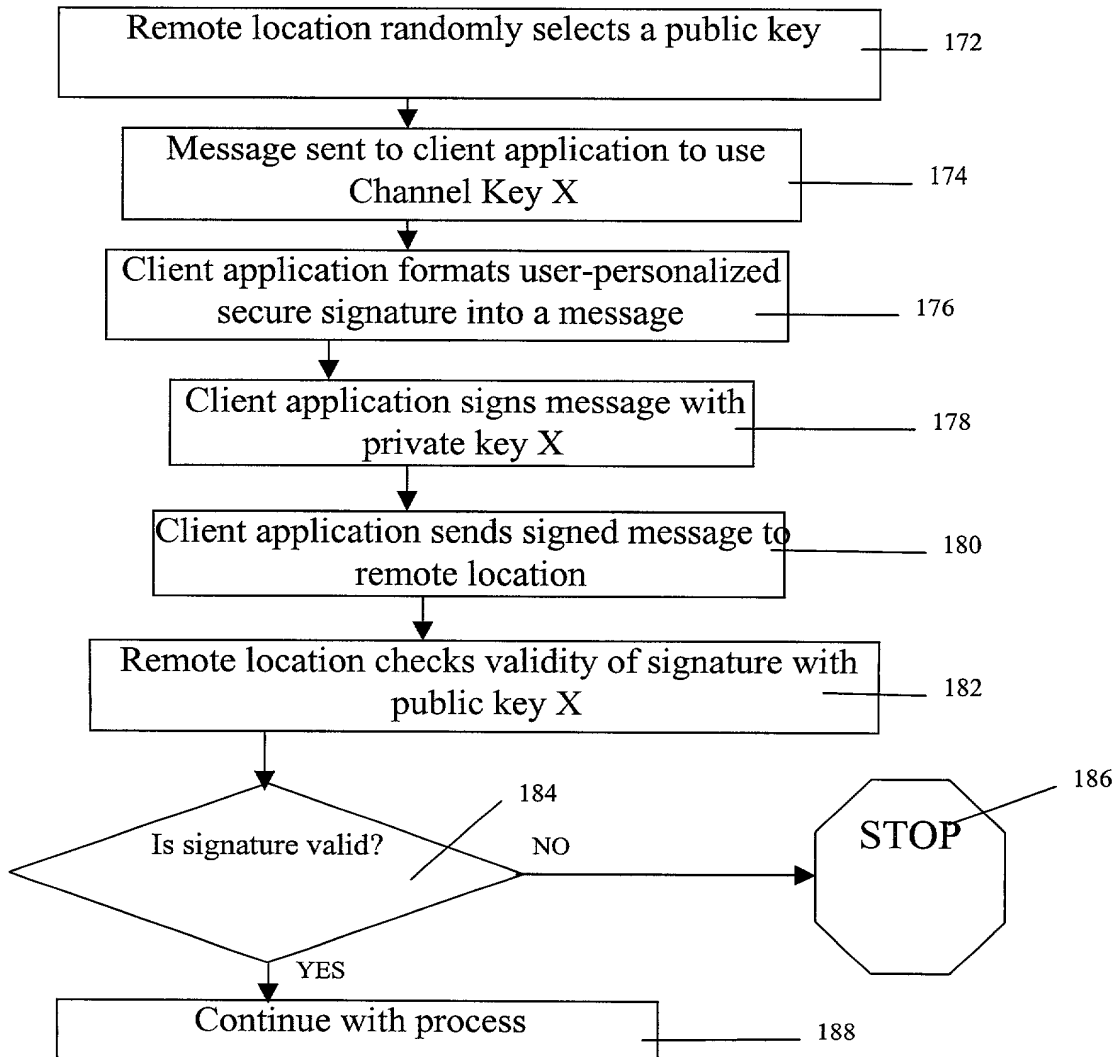 Remote location randomly selects a public key
172
Message sent to client application to use
Channel Key X
174
Client application formats user-personalized
secure signature into a message
176
Client application signs message with
private key X
178
Client application sends signed message to
remote location
180
Remote location checks validity of signature with
public key X
182
184
Is signature valid?
NO
186
STOP
YES
Continue with process
188